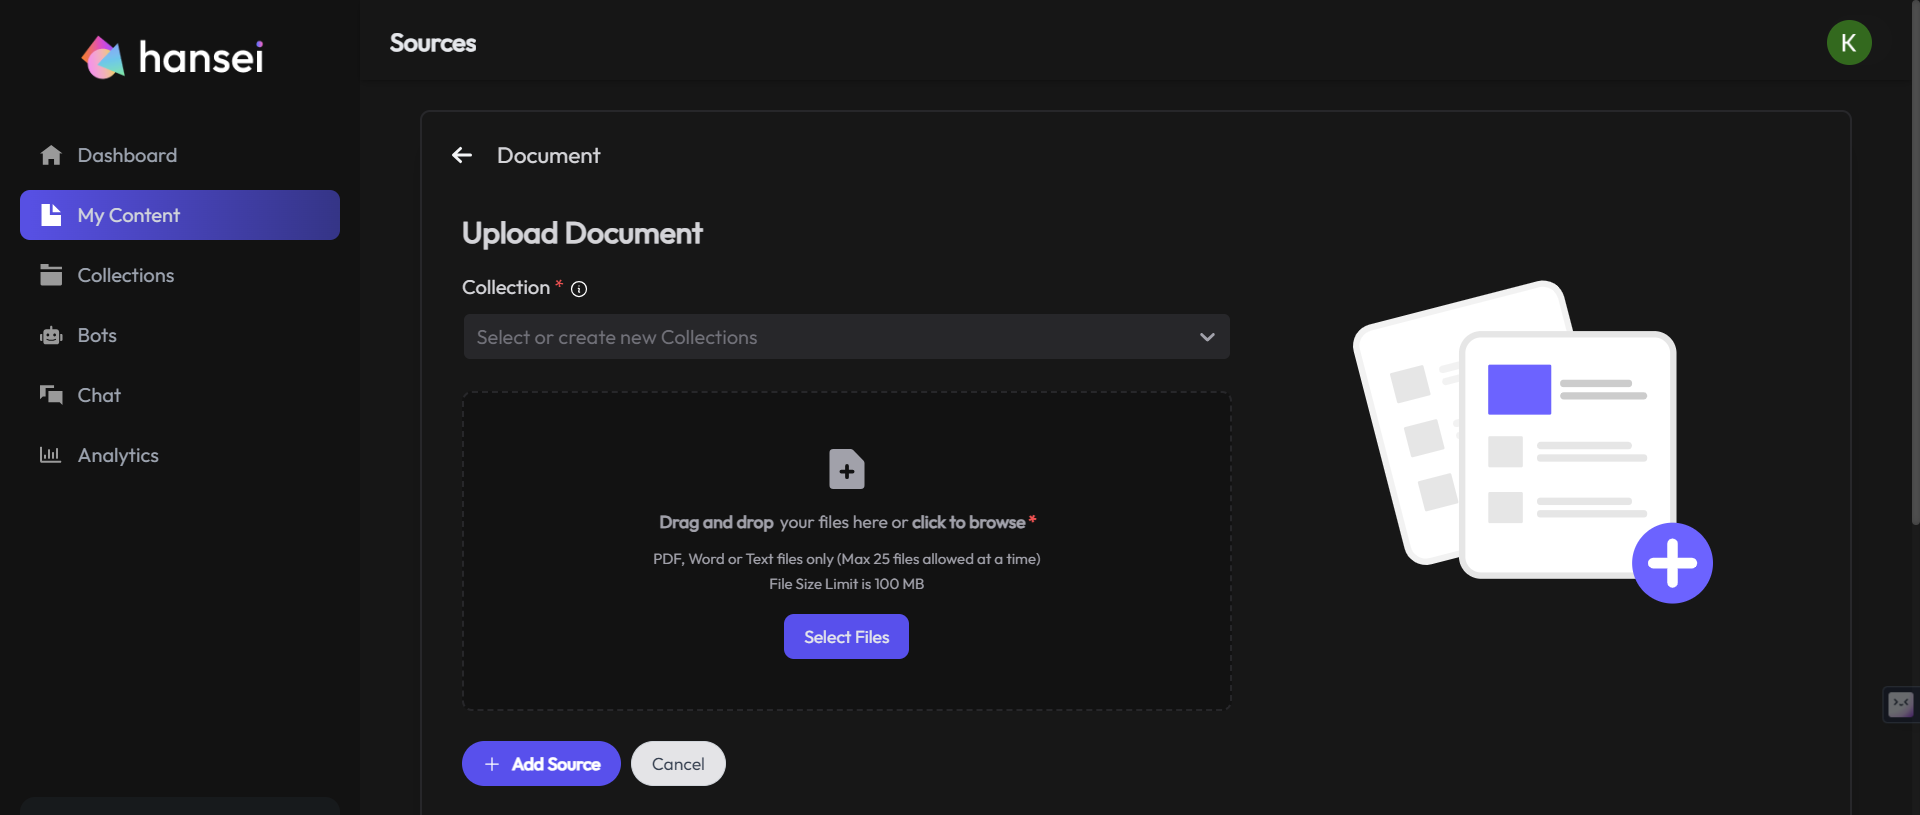 hansei
Sources
K
Dashboard
My Content
Collections
Bots
Chat
Analytics
Document
Upload Document
Collection *
Select or create new Collections
Drag and drop your files here or click to browse *
PDF, Word or Text files only (Max 25 files allowed at a time)
File Size Limit is 100 MB
Select Files
+ Add Source
Cancel